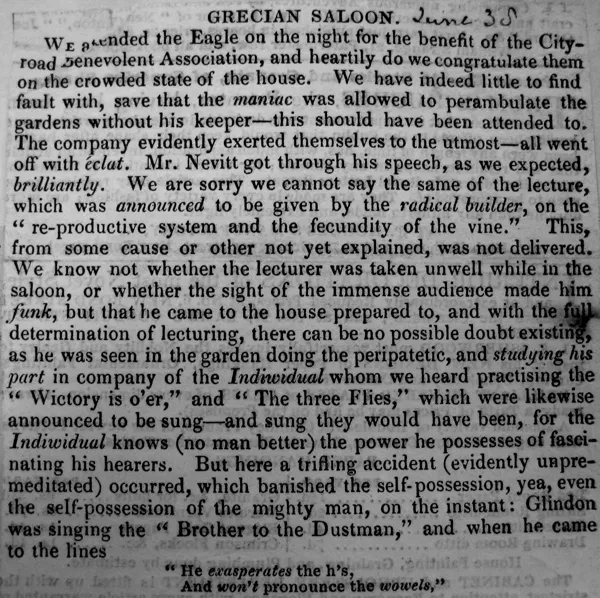 GRECIAN SALOON. June 38
WE attended the Eagle on the night for the benefit of the City-
road Benevolent Association, and heartily do we congratulate them
on the crowded state of the house. We have indeed little to find
fault with, save that the maniac was allowed to perambulate the
gardens without his keeper—this should have been attended to.
The company evidently exerted themselves to the utmost—all went
off with éclat. Mr. Nevitt got through his speech, as we expected,
brilliantly. We are sorry we cannot say the same of the lecture,
which was announced to be given by the radical builder, on the
“ re-productive system and the fecundity of the vine.” This,
from some cause or other not yet explained, was not delivered.
We know not whether the lecturer was taken unwell while in the
saloon, or whether the sight of the immense audience made him
funk, but that he came to the house prepared to, and with the full
determination of lecturing, there can be no possible doubt existing,
as he was seen in the garden doing the peripatetic, and studying his
part in company of the Indiwidual whom we heard practising the
“ Wictory is o'er,” and “ The three Flies,” which were likewise
announced to be sung—and sung they would have been, for the
Indiwidual knows (no man better) the power he possesses of fasci-
nating his hearers. But here a trifling accident (evidently unpre-
meditated) occurred, which banished the self-possession, yea, even
the self-possession of the mighty man, on the instant: Glindon
was singing the “ Brother to the Dustman,” and when he came
to the lines
“ He exasperates the h's,
And won't pronounce the wowels,”